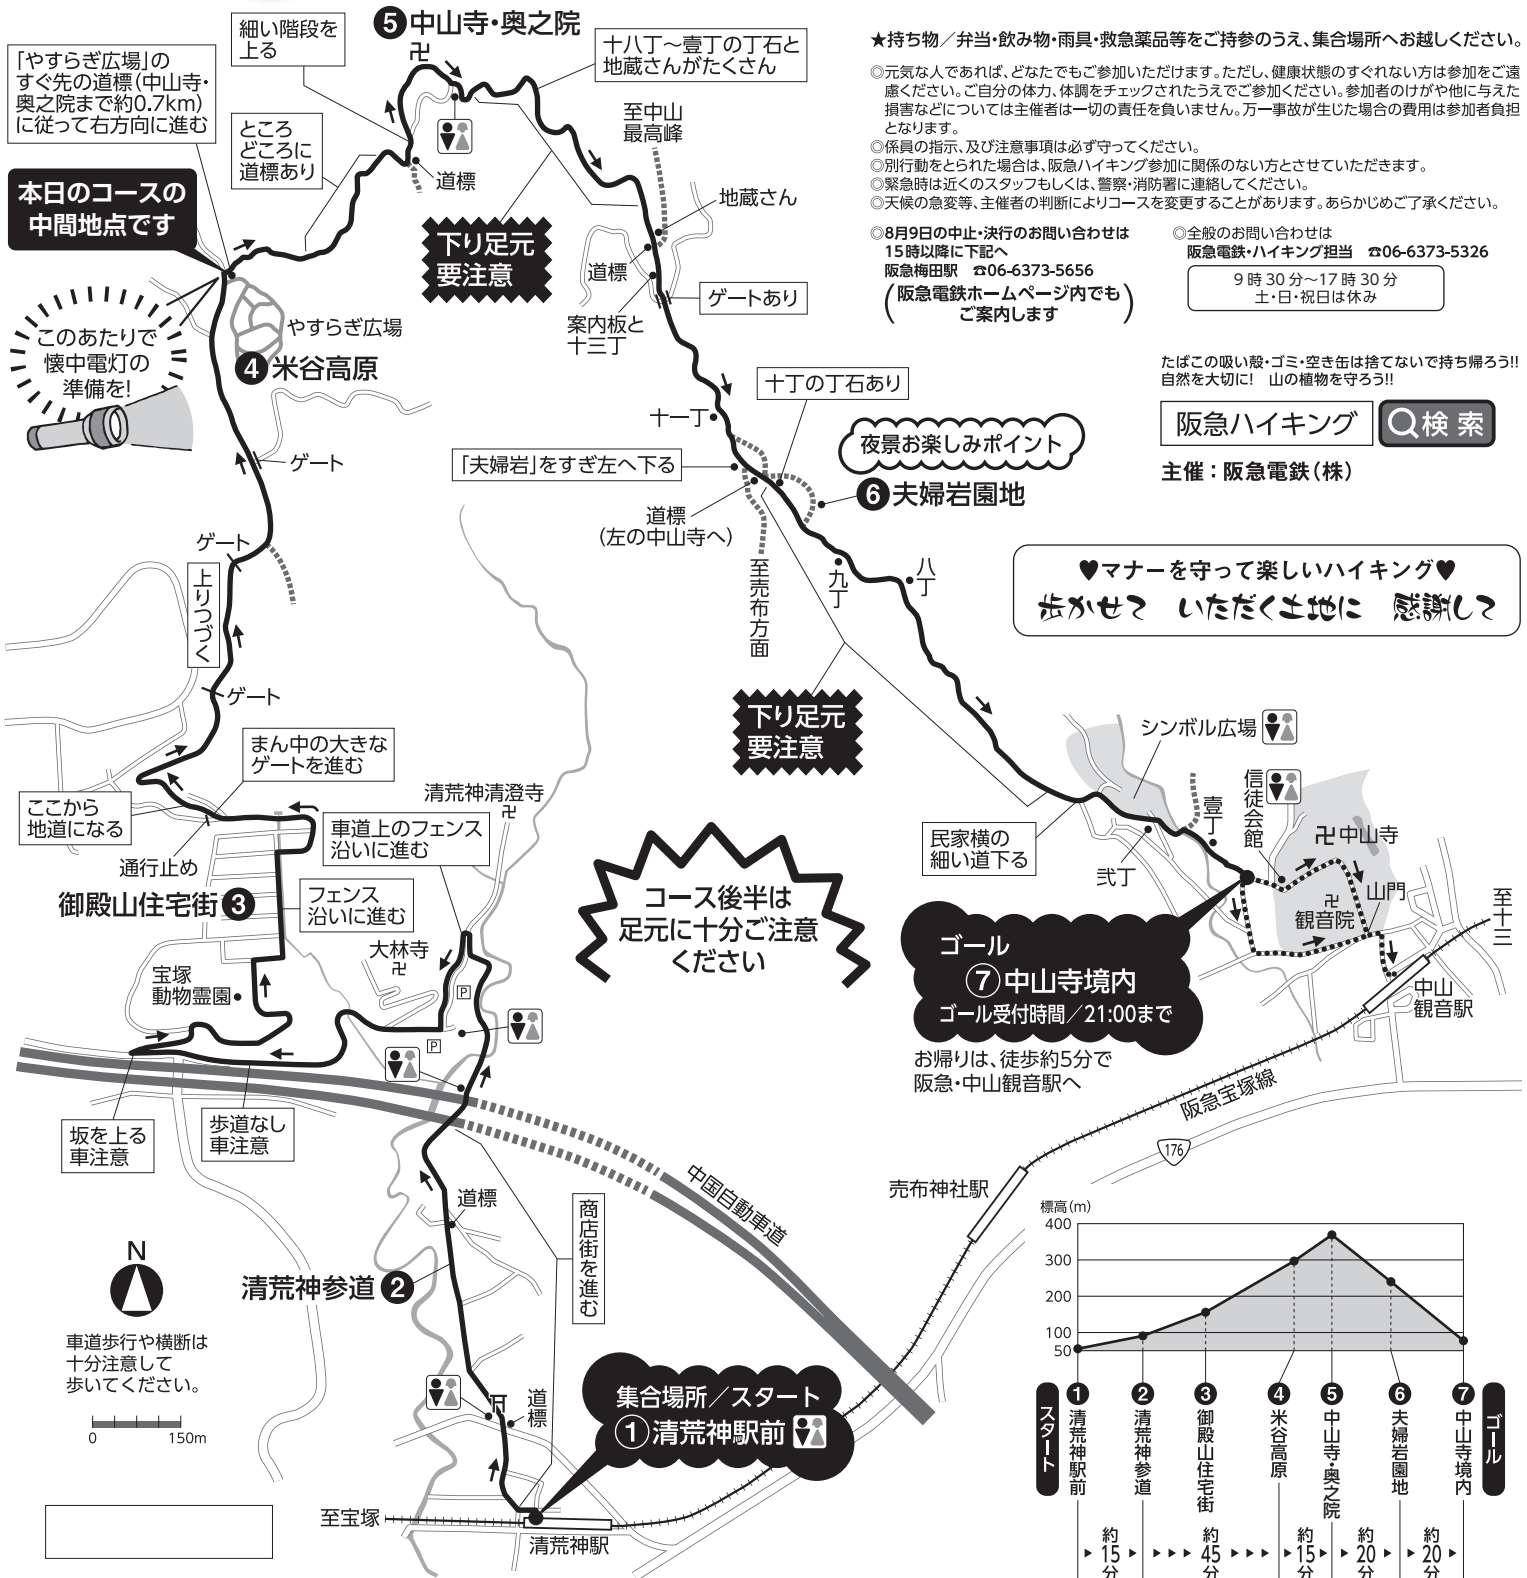 細い階段を
上る
❺中山寺・奥之院
卍
「やすらぎ広場」の
すぐ先の道標(中山寺・
奥之院まで約0.7km)
に従って右方向に進む
十八丁〜壹丁の丁石と
地蔵さんがたくさん
ところ
どころに
道標あり
道標
至中山
最高峰
本日のコースの
中間地点です
下り足元
要注意
地蔵さん
道標
ゲートあり
案内板と
十三丁
やすらぎ広場
❹米谷高原
このあたりで
懐中電灯の
準備を!
★持ち物/弁当・飲み物・雨具・救急薬品等をご持参のうえ、集合場所へお越しください。
◎元気な人であれば、どなたでもご参加いただけます。ただし、健康状態のすぐれない方は参加をご遠
慮ください。ご自分の体力、体調をチェックされたうえでご参加ください。参加者のけがや他に与えた
損害などについては主催者は一切の責任を負いません。万一事故が生じた場合の費用は参加者負担
となります。
◎係員の指示、及び注意事項は必ず守ってください。
◎別行動をとられた場合は、阪急ハイキング参加に関係のない方とさせていただきます。
◎緊急時は近くのスタッフもしくは、警察・消防署に連絡してください。
◎天候の急変等、主催者の判断によりコースを変更することがあります。あらかじめご了承ください。
◎8月9日の中止・決行のお問い合わせは
15時以降に下記へ
阪急梅田駅 ☎06-6373-5656
(阪急電鉄ホームページ内でも
ご案内します)
◎全般のお問い合わせは
阪急電鉄・ハイキング担当 ☎06-6373-5326
9時30分〜17時30分
土・日・祝日は休み
たばこの吸い殻・ゴミ・空き缶は捨てないで持ち帰ろう!!
自然を大切に! 山の植物を守ろう!!
阪急ハイキング 検索
主催:阪急電鉄(株)
♥マナーを守って楽しいハイキング♥
歩かせて いただく土地に 感謝して
十丁の丁石あり
十一丁
夜景お楽しみポイント
❻夫婦岩園地
「夫婦岩」をすぎ左へ下る
道標
(左の中山寺へ)
至売布方面
九丁
八丁
ゲート
ゲート
上りつづく
ゲート
下り足元
要注意
シンボル広場
信徒会館
壹丁
卍中山寺
民家横の
細い道下る
弐丁
卍
観音院
山門
至十三
中山
観音駅
ゴール
⑦中山寺境内
ゴール受付時間/21:00まで
お帰りは、徒歩約5分で
阪急・中山観音駅へ
まん中の大きな
ゲートを進む
ここから
地道になる
通行止め
清荒神清澄寺
卍
車道上のフェンス
沿いに進む
御殿山住宅街❸
フェンス
沿いに進む
大林寺
卍
宝塚
動物霊園
P
P
コース後半は
足元に十分ご注意
ください
坂を上る
車注意
歩道なし
車注意
阪急宝塚線
176
売布神社駅
中国自動車道
道標
商店街を進む
清荒神参道❷
N
車道歩行や横断は
十分注意して
歩いてください。
0 150m
道標
集合場所/スタート
①清荒神駅前
至宝塚
清荒神駅
標高(m)
400
300
200
100
50
スタート
❶清荒神駅前
❷清荒神参道
❸御殿山住宅街
❹米谷高原
❺中山寺・奥之院
❻夫婦岩園地
❼中山寺境内
ゴール
約15分
約45分
約15分
約20分
約20分